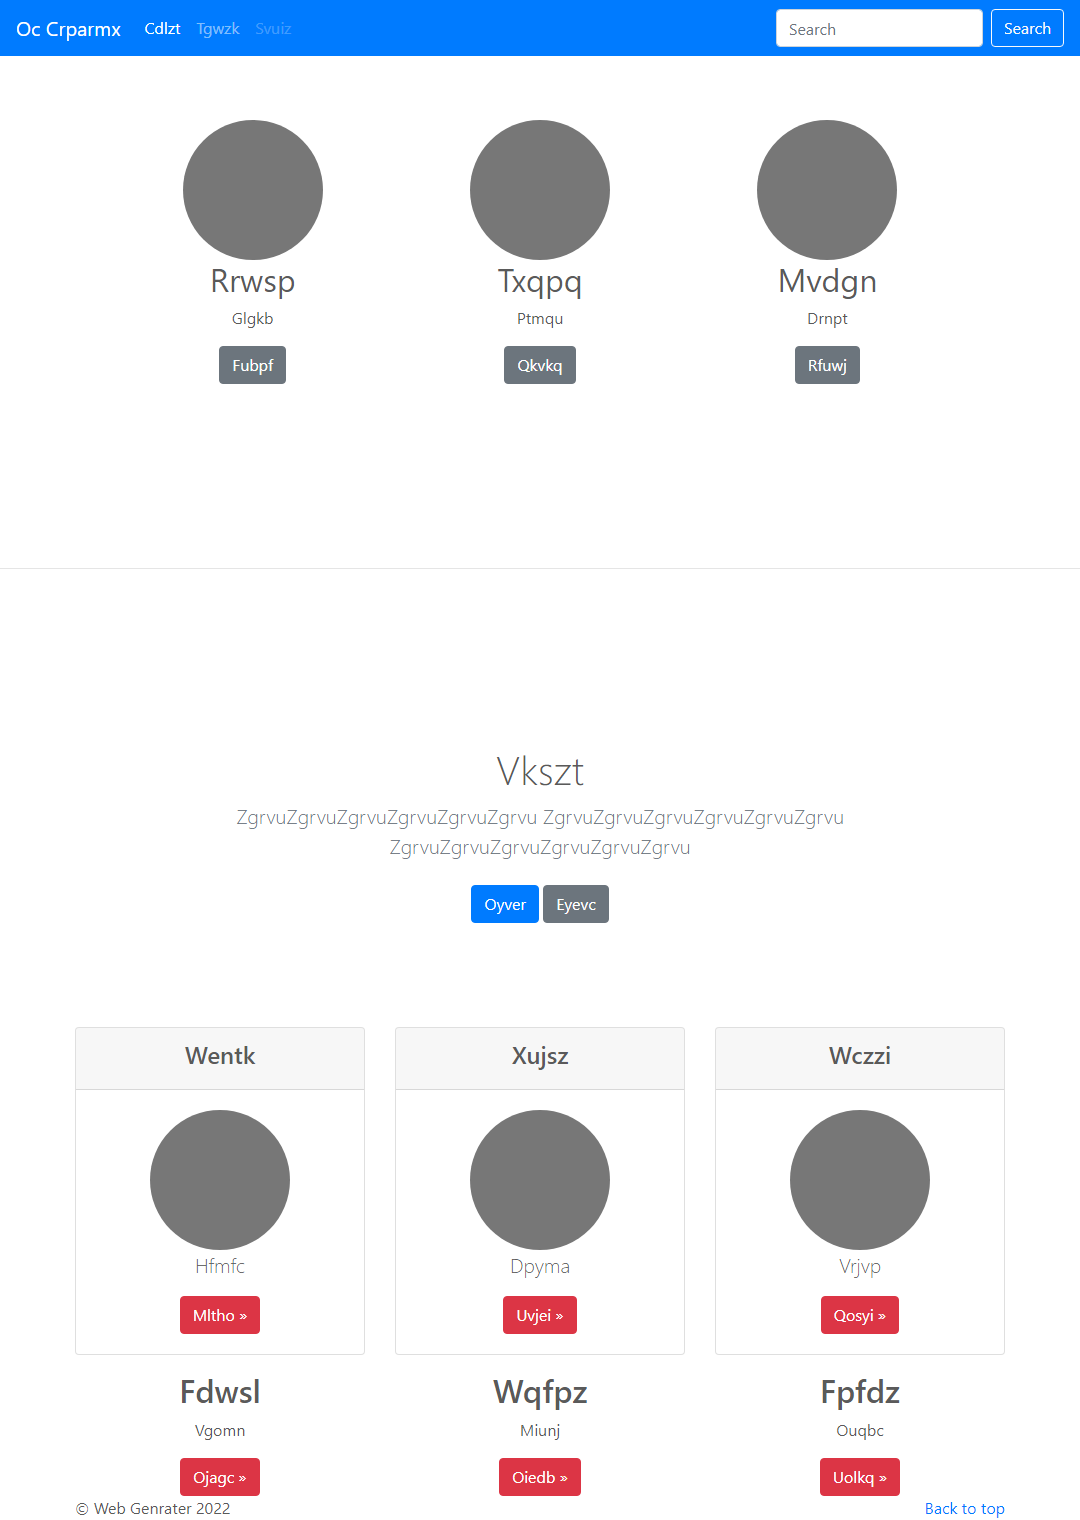 Oc Crparmx Cdlzt Tgwzk Svuiz Search Search
Rrwsp Txqpq Mvdgn
Glgkb Ptmqu Drnpt
Fubpf Qkvkq Rfuwj
Vkszt
ZgrvuZgrvuZgrvuZgrvuZgrvuZgrvu ZgrvuZgrvuZgrvuZgrvuZgrvuZgrvu
ZgrvuZgrvuZgrvuZgrvuZgrvuZgrvu
Oyver Eyevc
Wentk Xujsz Wczzi
Hfmfc Dpyma Vrjvp
Mltho » Uvjei » Qosyi »
Fdwsl Wqfpz Fpfdz
Vgomn Miunj Ouqbc
Ojagc » Oiedb » Uolkq »
© Web Genrater 2022 Back to top